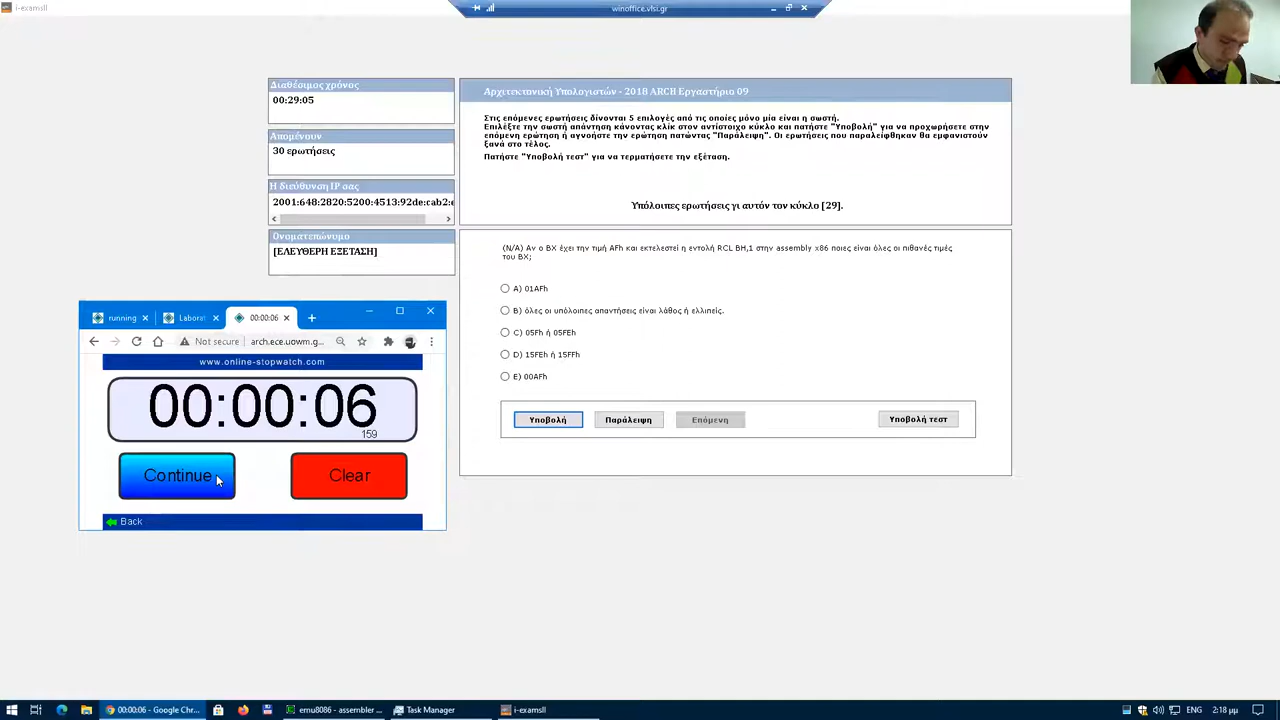 i-examsll
winoffice.vlsi.gr
Διαθέσιμος χρόνος
00:29:05
Απομένουν
30 ερωτήσεις
Η διεύθυνση IP σας
2001:648:2820:5200:4513:92de:cab2:e
Ονοματεπώνυμο
[ΕΛΕΥΘΕΡΗ ΕΞΕΤΑΣΗ]
Αρχιτεκτονική Υπολογιστών - 2018 ARCH Εργαστήριο 09
Στις επόμενες ερωτήσεις δίνονται 5 επιλογές από τις οποίες μόνο μία είναι η σωστή.
Επιλέξτε την σωστή απάντηση κάνοντας κλίκ στον αντίστοιχο κύκλο και πατήστε "Υποβολή" για να προχωρήσετε στην
επόμενη ερώτηση ή αγνοήστε την ερώτηση πατώντας "Παράλειψη". Οι ερωτήσεις που παραλείφθηκαν θα εμφανιστούν
ξανά στο τέλος.
Πατήστε "Υποβολή τεστ" για να τερματήσετε την εξέταση.
Υπόλοιπες ερωτήσεις γι αυτόν τον κύκλο [29].
(N/A) Αν ο BX έχει την τιμή AFh και εκτελεστεί η εντολή RCL BH,1 στην assembly x86 ποιες είναι όλες οι πιθανές τιμές
του BX;
A) 01AFh
B) όλες οι υπόλοιπες απαντήσεις είναι λάθος ή ελλιπείς.
C) 05Fh ή 05FEh
D) 15FEh ή 15FFh
E) 00AFh
Υποβολή
Παράλειψη
Επόμενη
Υποβολή τεστ
running
Laborat
00:00:06
Not secure
arch.ece.uowm.g...
www.online-stopwatch.com
00:00:06
159
Continue
Clear
Back
00:00:06 - Google Chr...
emu8086 - assembler ...
Task Manager
i-examsll
ENG
2:18 μμ